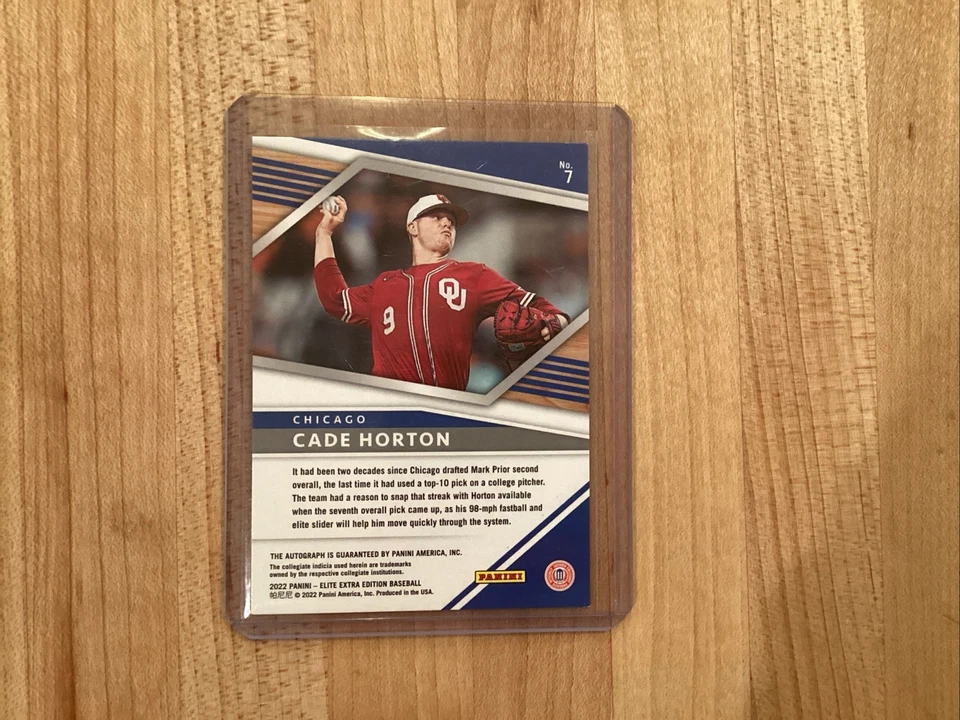 No.
7
OU
9
CHICAGO
CADE HORTON
It had been two decades since Chicago drafted Mark Prior second
overall, the last time it had used a top-10 pick on a college pitcher.
The team had a reason to snap that streak with Horton available
when the seventh overall pick came up, as his 98-mph fastball and
elite slider will help him move quickly through the system.
THE AUTOGRAPH IS GUARANTEED BY PANINI AMERICA, INC.
The collegiate indicia used herein are trademarks
owned by the respective collegiate institutions.
2022 PANINI – ELITE EXTRA EDITION BASEBALL
帕尼尼 © 2022 Panini America, Inc. Produced in the USA.
PANINI